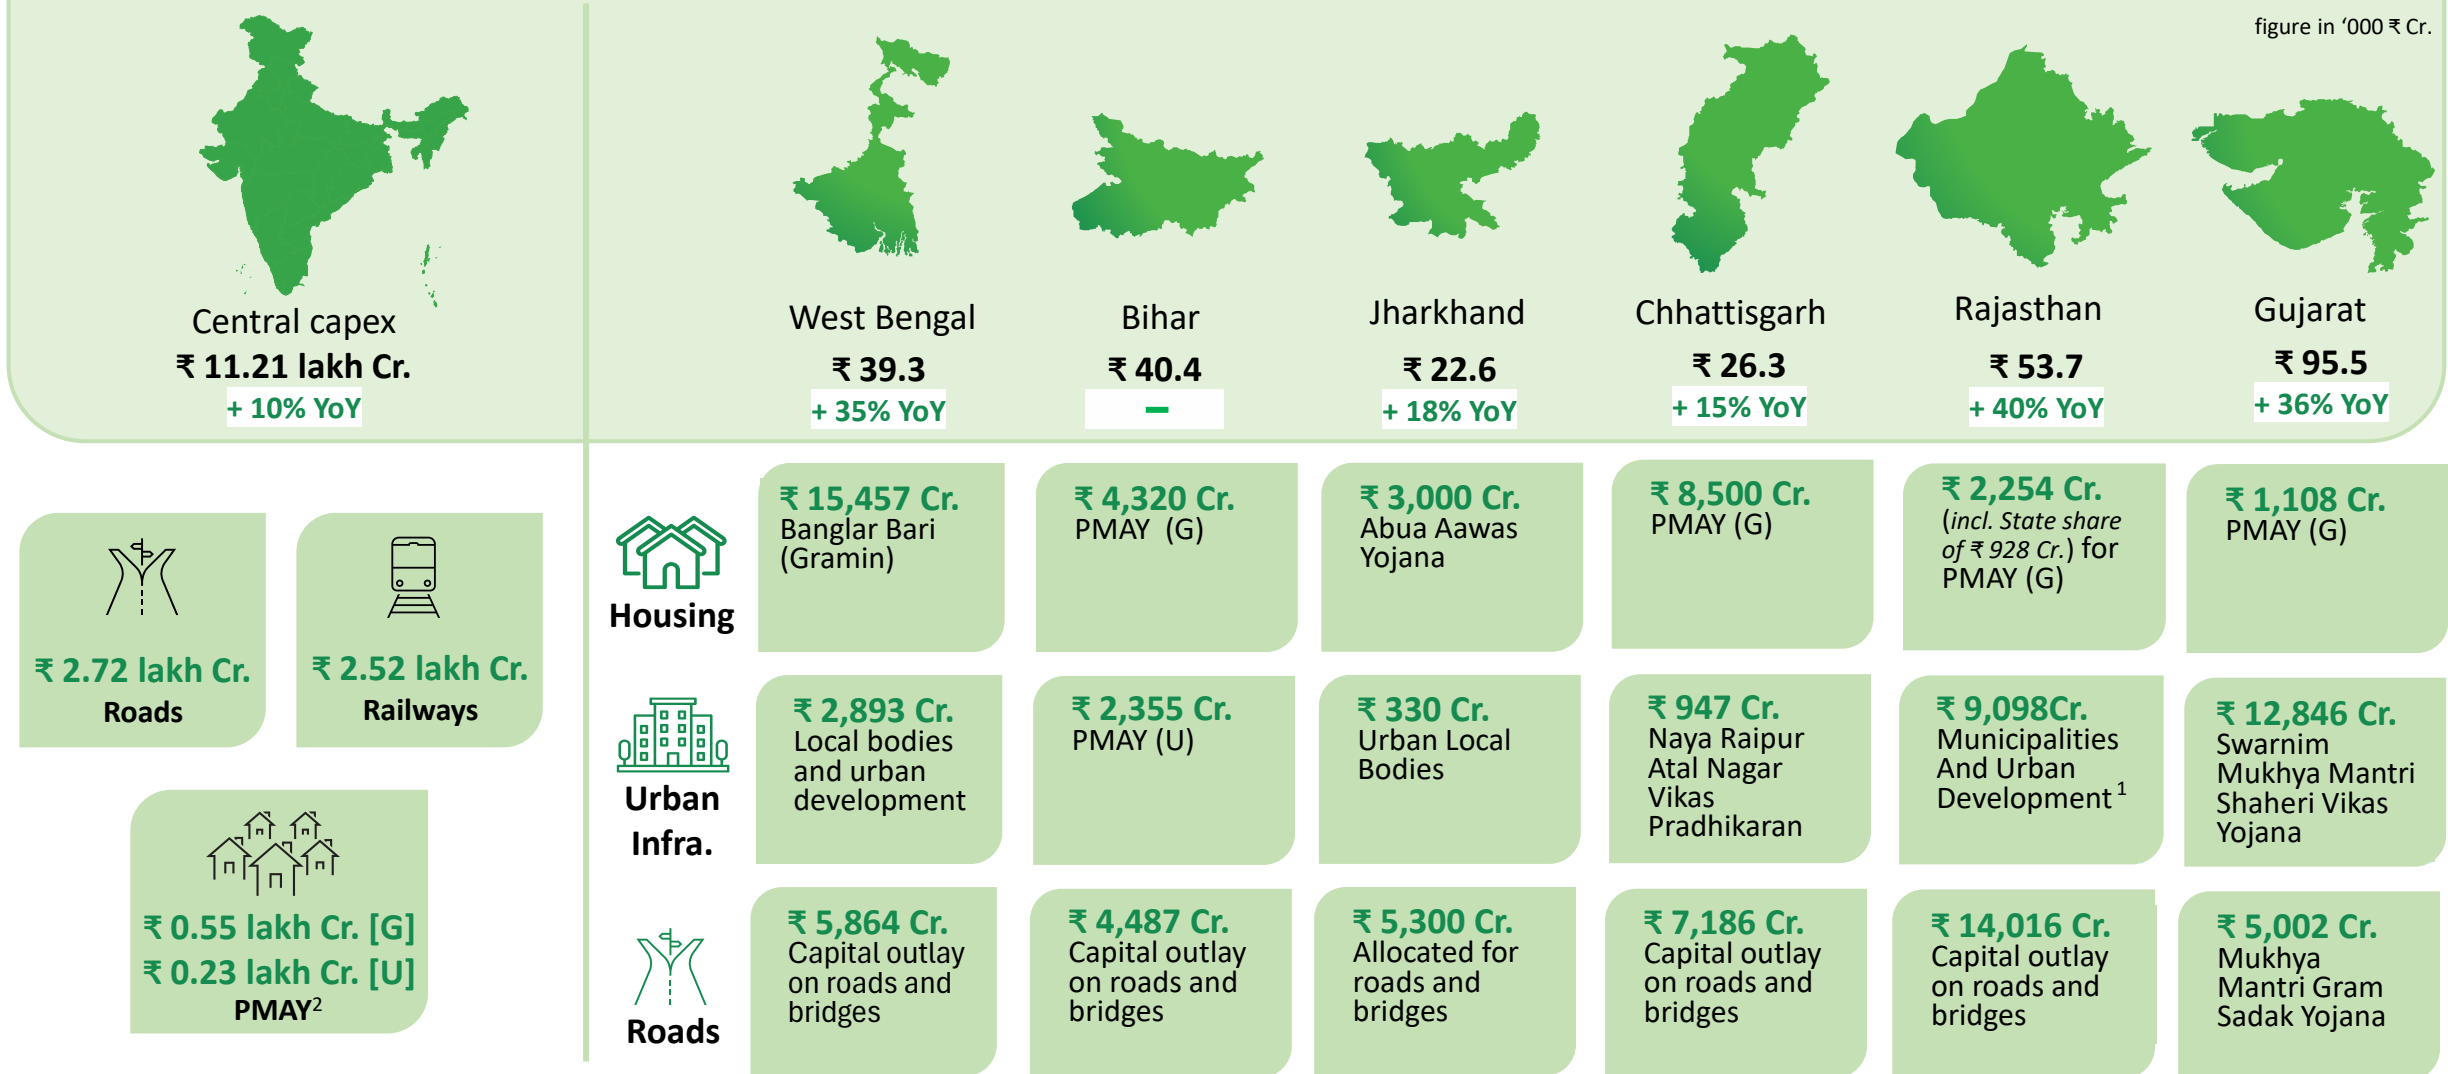 figure in ‘000 ₹ Cr.
Central capex
₹ 11.21 lakh Cr.
+ 10% YoY
West Bengal
₹ 39.3
+ 35% YoY
Bihar
₹ 40.4
–
Jharkhand
₹ 22.6
+ 18% YoY
Chhattisgarh
₹ 26.3
+ 15% YoY
Rajasthan
₹ 53.7
+ 40% YoY
Gujarat
₹ 95.5
+ 36% YoY
₹ 2.72 lakh Cr.
Roads
₹ 2.52 lakh Cr.
Railways
₹ 0.55 lakh Cr. [G]
₹ 0.23 lakh Cr. [U]
PMAY²
Housing
₹ 15,457 Cr.
Banglar Bari
(Gramin)
₹ 4,320 Cr.
PMAY (G)
₹ 3,000 Cr.
Abua Aawas
Yojana
₹ 8,500 Cr.
PMAY (G)
₹ 2,254 Cr.
(incl. State share
of ₹ 928 Cr.) for
PMAY (G)
₹ 1,108 Cr.
PMAY (G)
Urban
Infra.
₹ 2,893 Cr.
Local bodies
and urban
development
₹ 2,355 Cr.
PMAY (U)
₹ 330 Cr.
Urban Local
Bodies
₹ 947 Cr.
Naya Raipur
Atal Nagar
Vikas
Pradhikaran
₹ 9,098Cr.
Municipalities
And Urban
Development ¹
₹ 12,846 Cr.
Swarnim
Mukhya Mantri
Shaheri Vikas
Yojana
Roads
₹ 5,864 Cr.
Capital outlay
on roads and
bridges
₹ 4,487 Cr.
Capital outlay
on roads and
bridges
₹ 5,300 Cr.
Allocated for
roads and
bridges
₹ 7,186 Cr.
Capital outlay
on roads and
bridges
₹ 14,016 Cr.
Capital outlay
on roads and
bridges
₹ 5,002 Cr.
Mukhya
Mantri Gram
Sadak Yojana